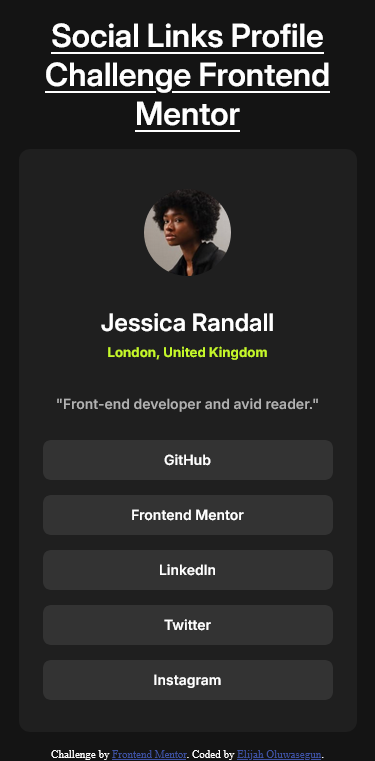 Social Links Profile
Challenge Frontend
Mentor
Jessica Randall
London, United Kingdom
"Front-end developer and avid reader."
GitHub
Frontend Mentor
LinkedIn
Twitter
Instagram
Challenge by Frontend Mentor. Coded by Elijah Oluwasegun.